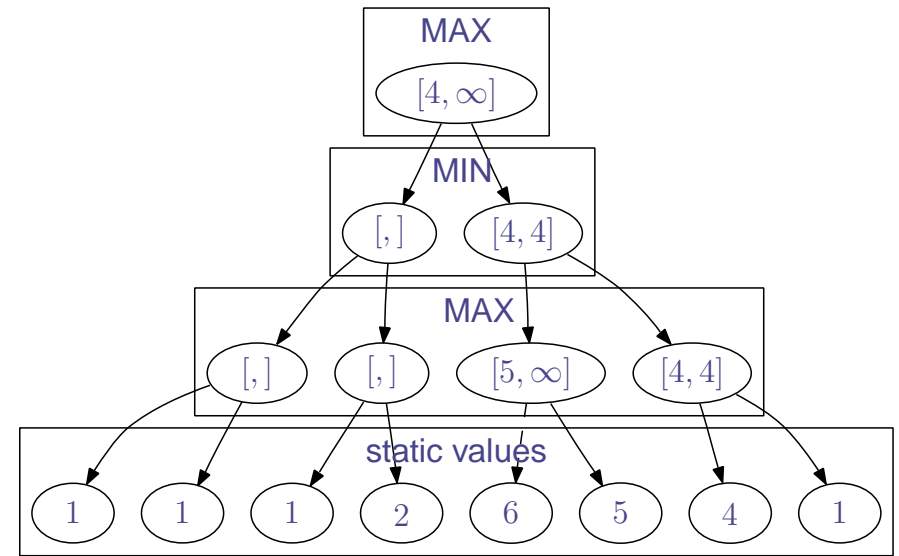 MAX
[4, ∞]
MIN
[,] [4, 4]
MAX
[,] [,] [5, ∞] [4, 4]
static values
1 1 1 2 6 5 4 1